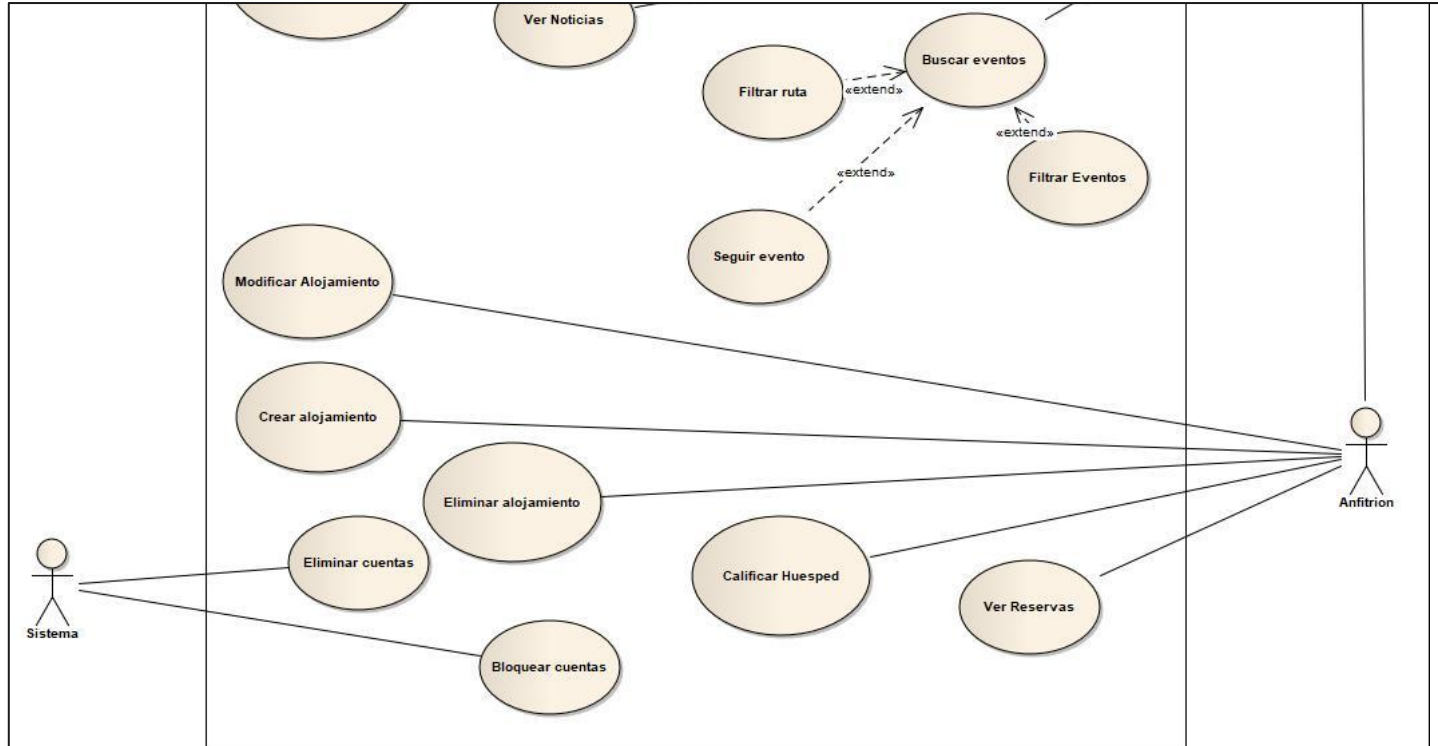 Ver Noticias
Buscar eventos
Filtrar ruta
«extend»
«extend»
«extend»
Filtrar Eventos
Seguir evento
Modificar Alojamiento
Crear alojamiento
Eliminar alojamiento
Anfitrion
Eliminar cuentas
Calificar Huesped
Ver Reservas
Sistema
Bloquear cuentas